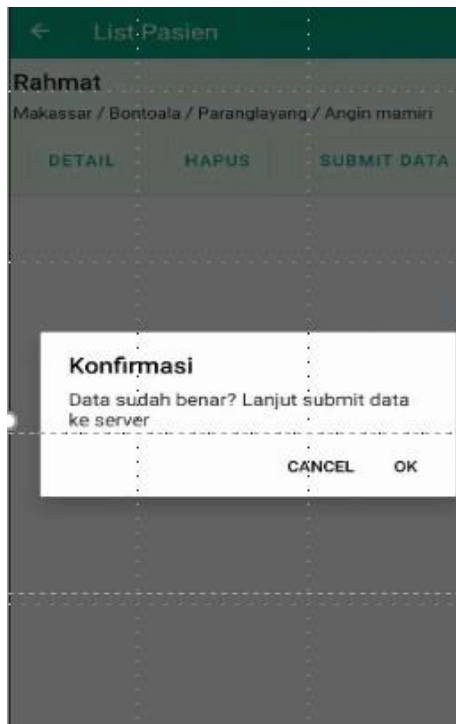 List Pasien
Rahmat
Makassar / Bontoala / Paranglayang / Angin mamiri
DETAIL HAPUS SUBMIT DATA
Konfirmasi
Data sudah benar? Lanjut submit data
ke server
CANCEL OK